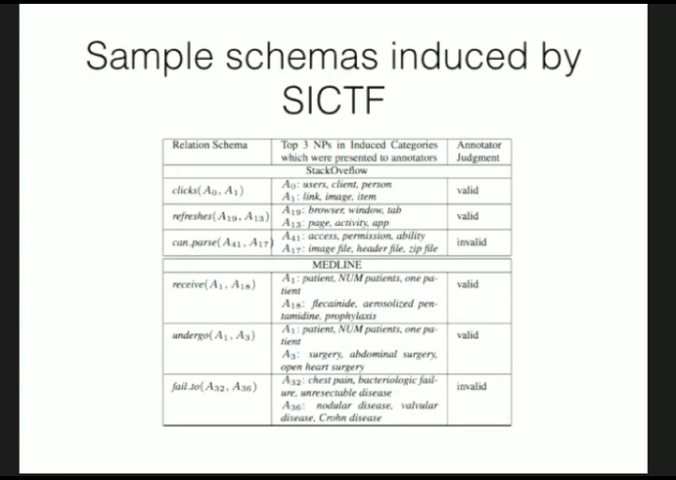 Sample schemas induced by
SICTF
Relation Schema
Top 3 NPs in Induced Categories
which were presented to annotators
Annotator
Judgment
StackOveflow
clicks(A0, A1)
A0: users, client, person
A1: link, image, item
valid
refreshes(A19, A13)
A19: browser, window, tab
A13: page, activity, app
valid
can_parse(A41, A17)
A41: access, permission, ability
A17: image file, header file, zip file
invalid
MEDLINE
receive(A1, A18)
A1: patient, NUM patients, one pa-
tient
A18: flecainide, aerosolized pen-
tamidine, prophylaxis
valid
undergo(A1, A3)
A1: patient, NUM patients, one pa-
tient
A3: surgery, abdominal surgery,
open heart surgery
valid
fail_to(A32, A36)
A32: chest pain, bacteriologic fail-
ure, unresectable disease
A36: nodular disease, valvular
disease, Crohn disease
invalid